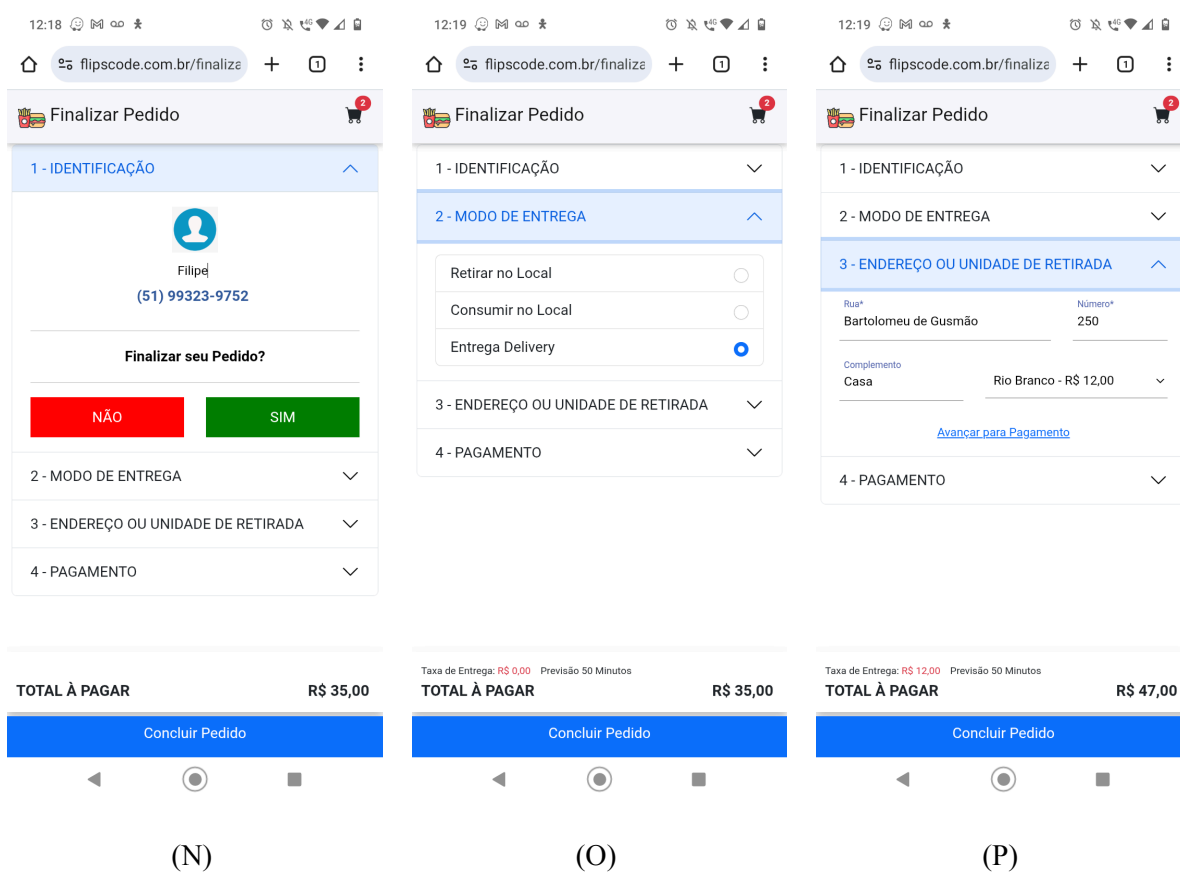 12:18
flipscode.com.br/finaliza
1
Finalizar Pedido
2
1 - IDENTIFICAÇÃO
Filipe
(51) 99323-9752
Finalizar seu Pedido?
NÃO SIM
2 - MODO DE ENTREGA
3 - ENDEREÇO OU UNIDADE DE RETIRADA
4 - PAGAMENTO
TOTAL À PAGAR R$ 35,00
Concluir Pedido
(N)
12:19
4G
flipscode.com.br/finaliza
1
Finalizar Pedido
2
1 - IDENTIFICAÇÃO
2 - MODO DE ENTREGA
Retirar no Local
Consumir no Local
Entrega Delivery
3 - ENDEREÇO OU UNIDADE DE RETIRADA
4 - PAGAMENTO
Taxa de Entrega: R$ 0,00 Previsão 50 Minutos
TOTAL À PAGAR R$ 35,00
Concluir Pedido
(O)
12:19
4G
flipscode.com.br/finaliza
1
Finalizar Pedido
2
1 - IDENTIFICAÇÃO
2 - MODO DE ENTREGA
3 - ENDEREÇO OU UNIDADE DE RETIRADA
Rua* Número*
Bartolomeu de Gusmão 250
Complemento
Casa Rio Branco - R$ 12,00
Avançar para Pagamento
4 - PAGAMENTO
Taxa de Entrega: R$ 12,00 Previsão 50 Minutos
TOTAL À PAGAR R$ 47,00
Concluir Pedido
(P)